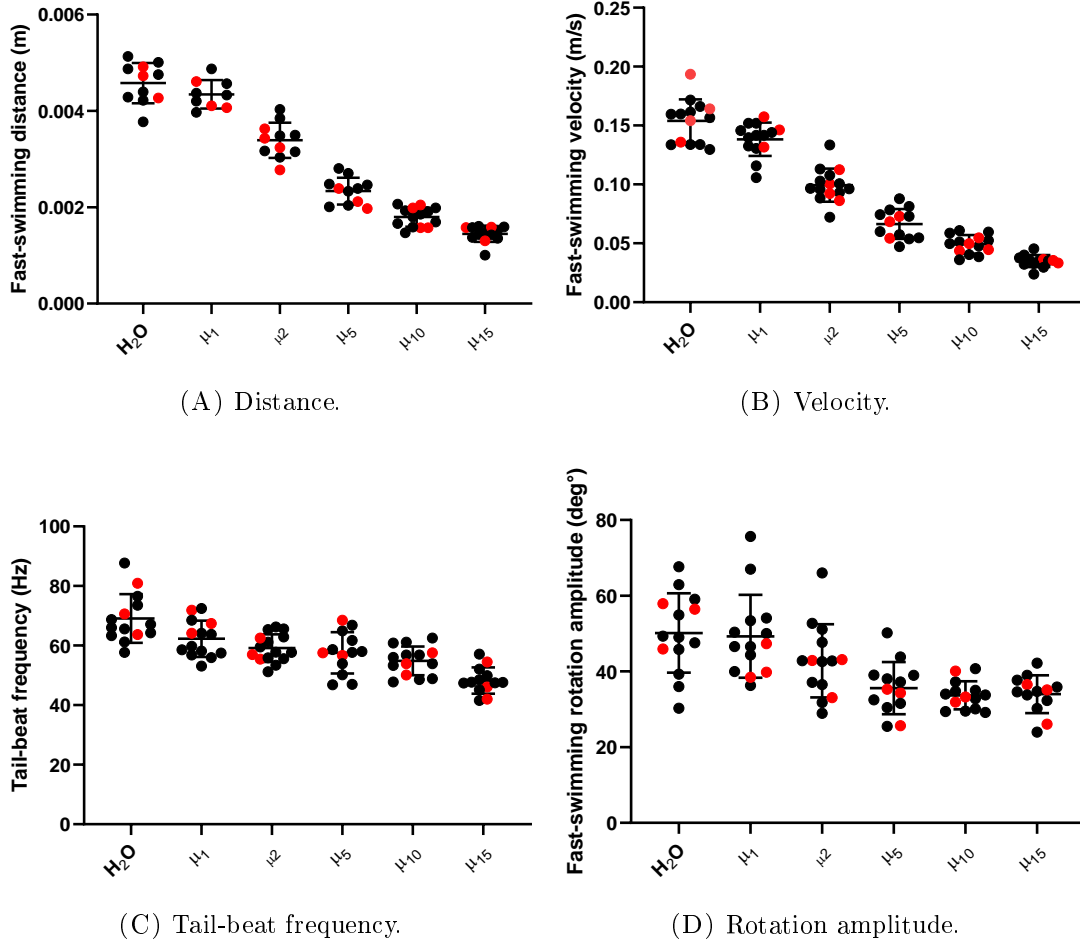 Fast-swimming distance (m)
0.006
0.004
0.002
0.000
H₂O μ₁ μ2 μ₅ μ₁₀ μ₁₅
(A) Distance.
Fast-swimming velocity (m/s)
0.25
0.20
0.15
0.10
0.05
0.00
H₂O μ₁ μ2 μ₅ μ₁₀ μ₁₅
(B) Velocity.
Tail-beat frequency (Hz)
100
80
60
40
20
0
H₂O μ₁ μ2 μ₅ μ₁₀ μ₁₅
(C) Tail-beat frequency.
Fast-swimming rotation amplitude (deg°)
80
60
40
20
0
H₂O μ₁ μ2 μ₅ μ₁₀ μ₁₅
(D) Rotation amplitude.